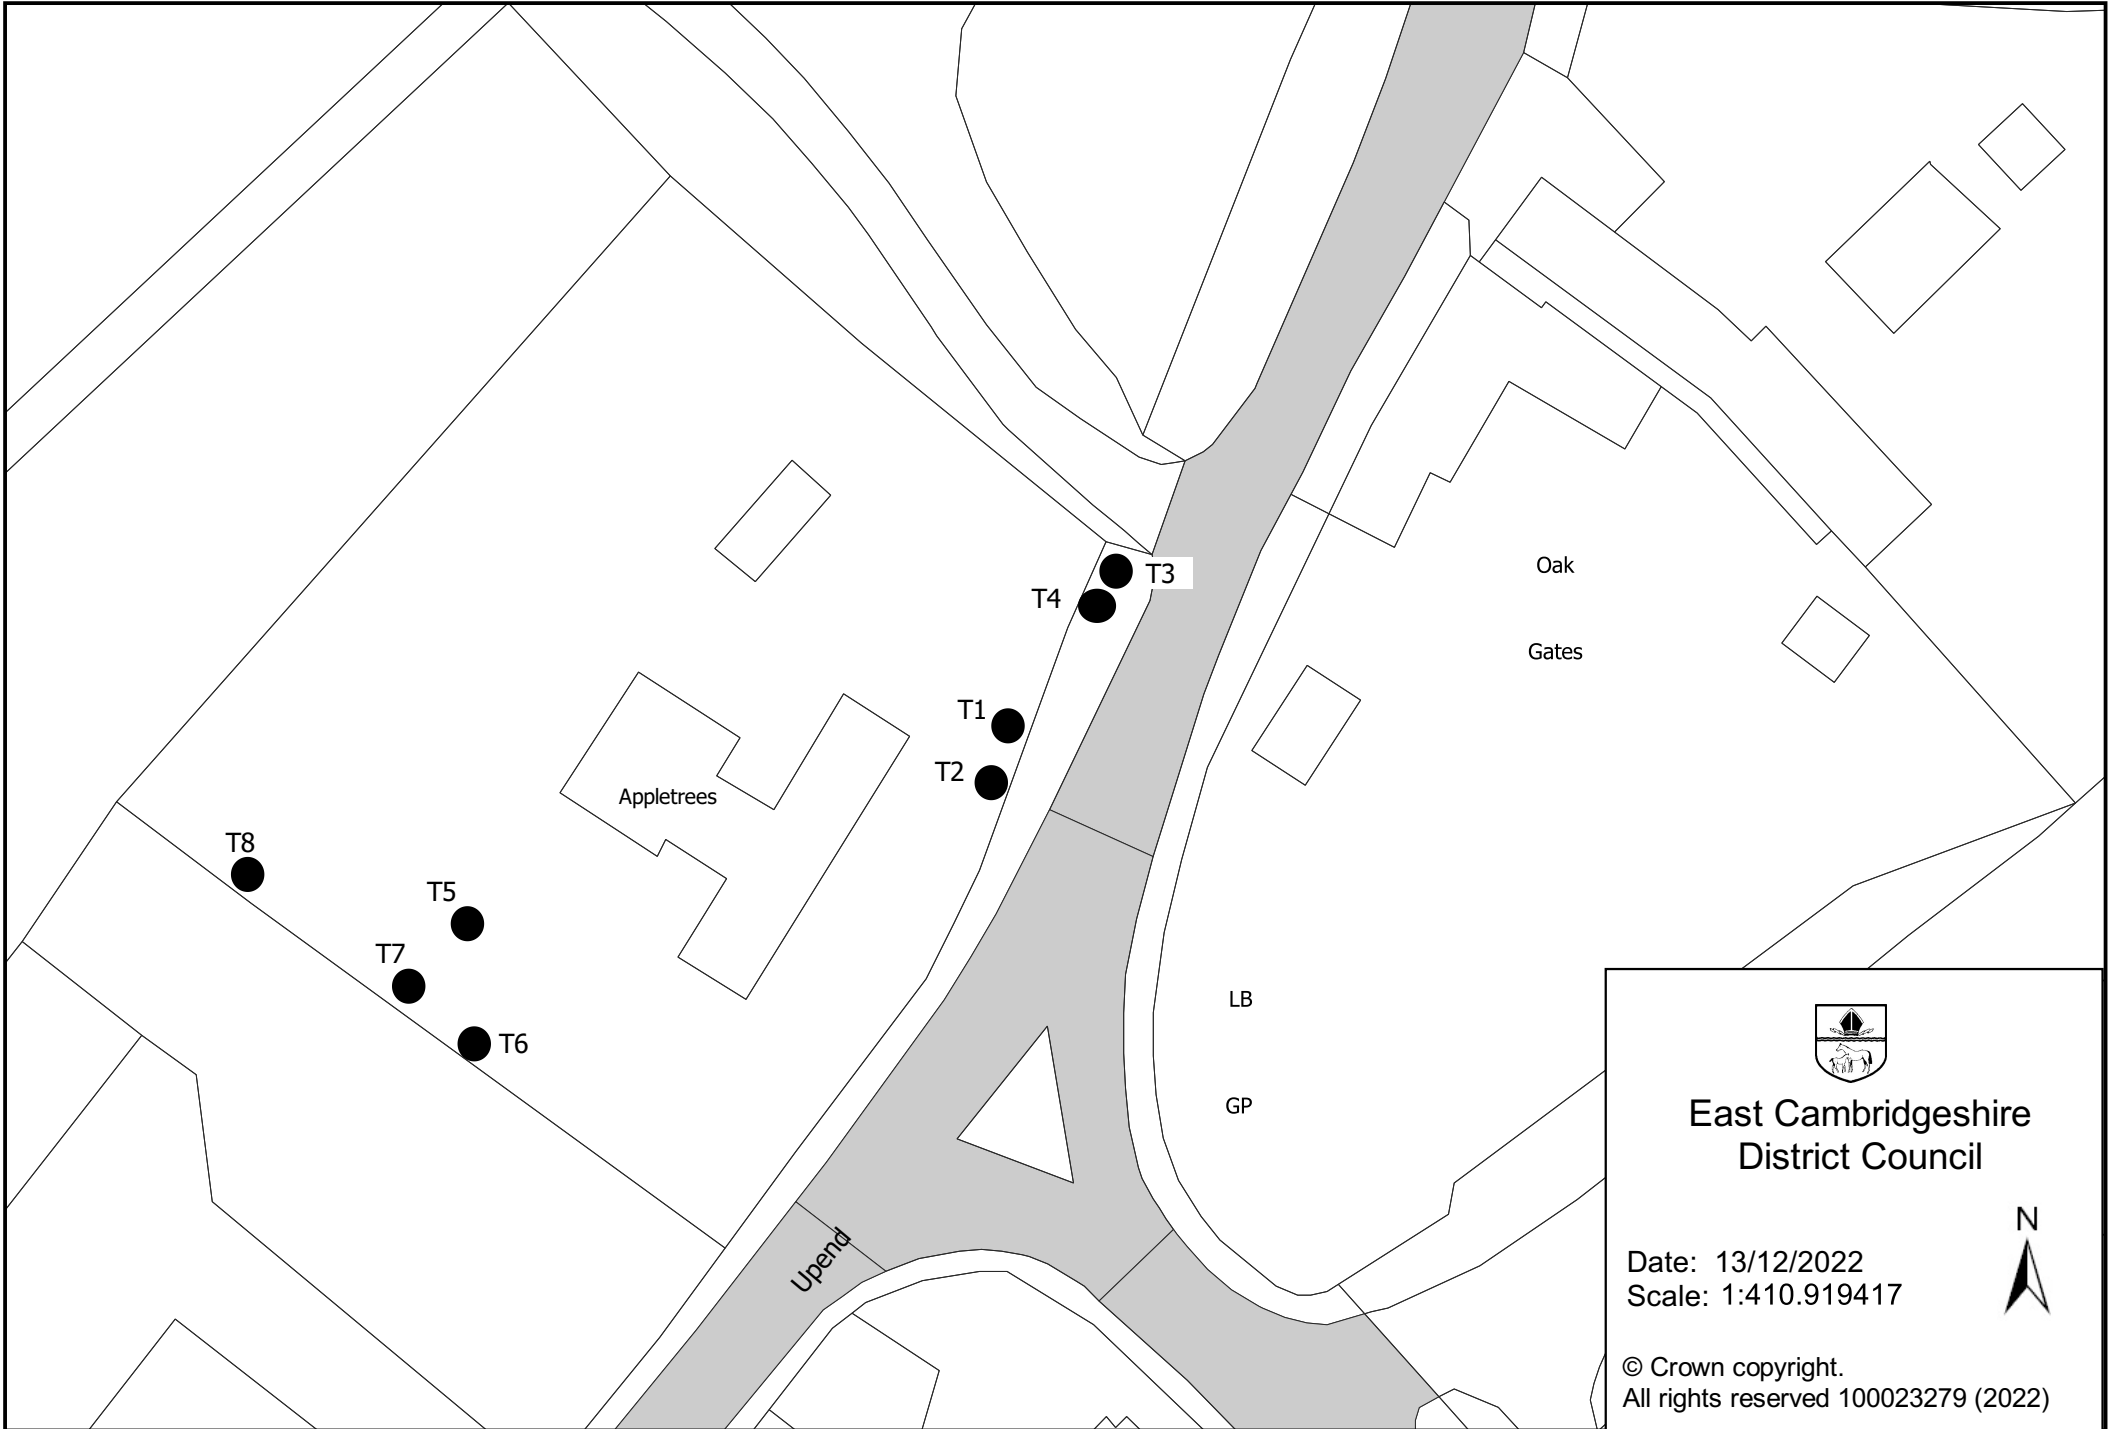 T3
T4
Oak
Gates
T1
T2
Appletrees
T8
T5
T7
T6
LB
GP
Upend
East Cambridgeshire
District Council
N
Date: 13/12/2022
Scale: 1:410.919417
© Crown copyright.
All rights reserved 100023279 (2022)